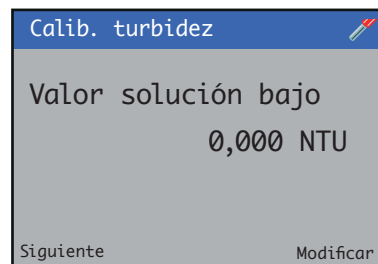 Calib. turbidez
Valor solución bajo
0,000 NTU
Siguiente Modificar